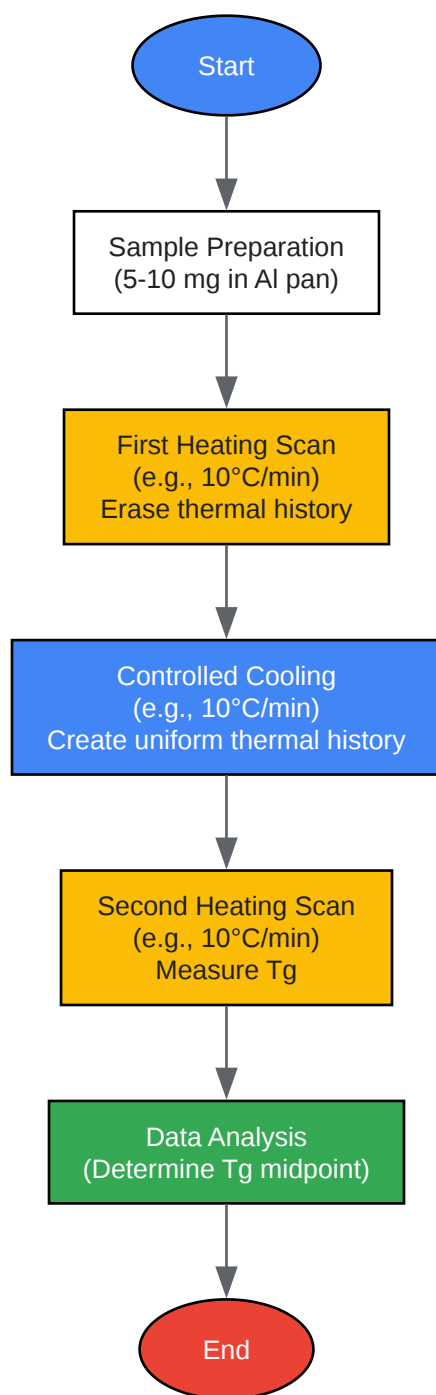 Start
Sample Preparation
(5-10 mg in Al pan)
First Heating Scan
(e.g., 10°C/min)
Erase thermal history
Controlled Cooling
(e.g., 10°C/min)
Create uniform thermal history
Second Heating Scan
(e.g., 10°C/min)
Measure Tg
Data Analysis
(Determine Tg midpoint)
End